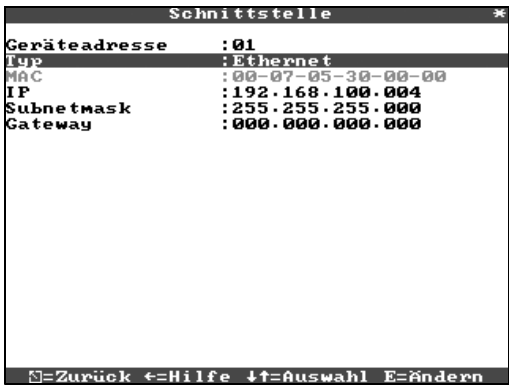 Schnittstelle *
Geräteadresse :01
Typ :Ethernet
MAC :00-07-05-30-00-00
IP :192.168.100.004
Subnetmask :255.255.255.000
Gateway :000.000.000.000
=Zurück ←=Hilfe ↓↑=Auswahl E=Ändern